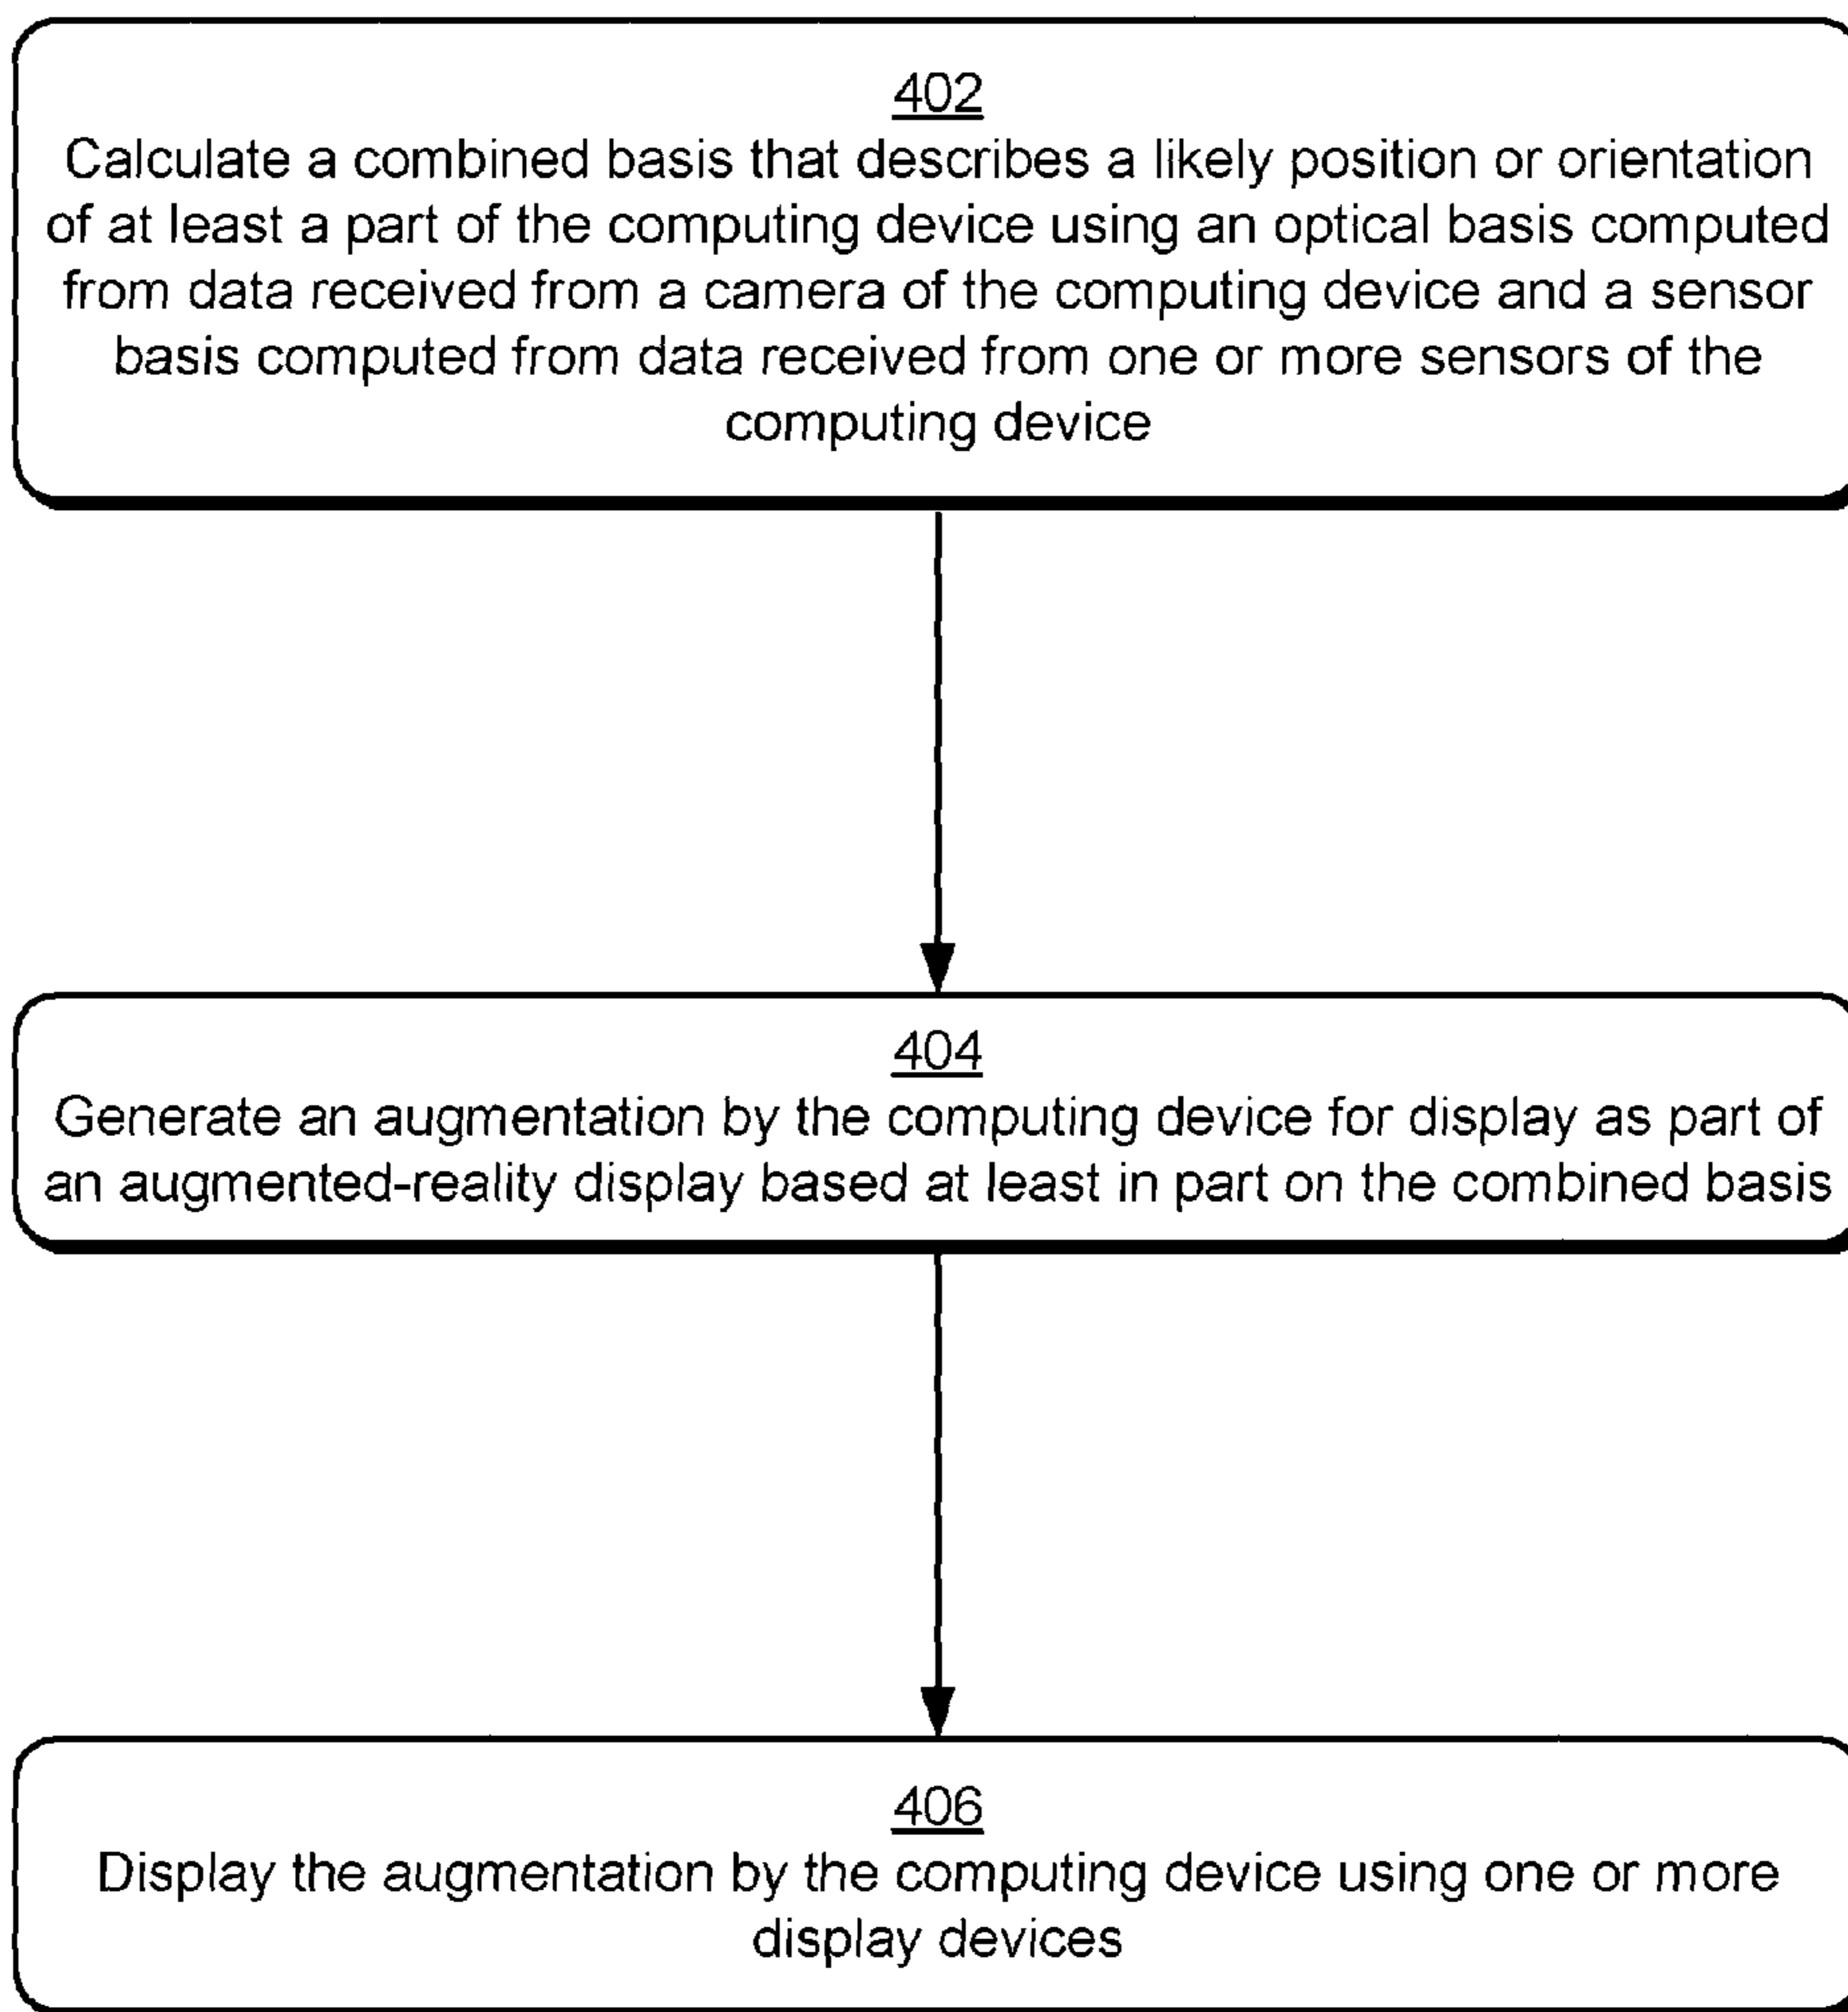 402
Calculate a combined basis that describes a likely position or orientation
of at least a part of the computing device using an optical basis computed
from data received from a camera of the computing device and a sensor
basis computed from data received from one or more sensors of the
computing device
404
Generate an augmentation by the computing device for display as part of
an augmented-reality display based at least in part on the combined basis
406
Display the augmentation by the computing device using one or more
display devices